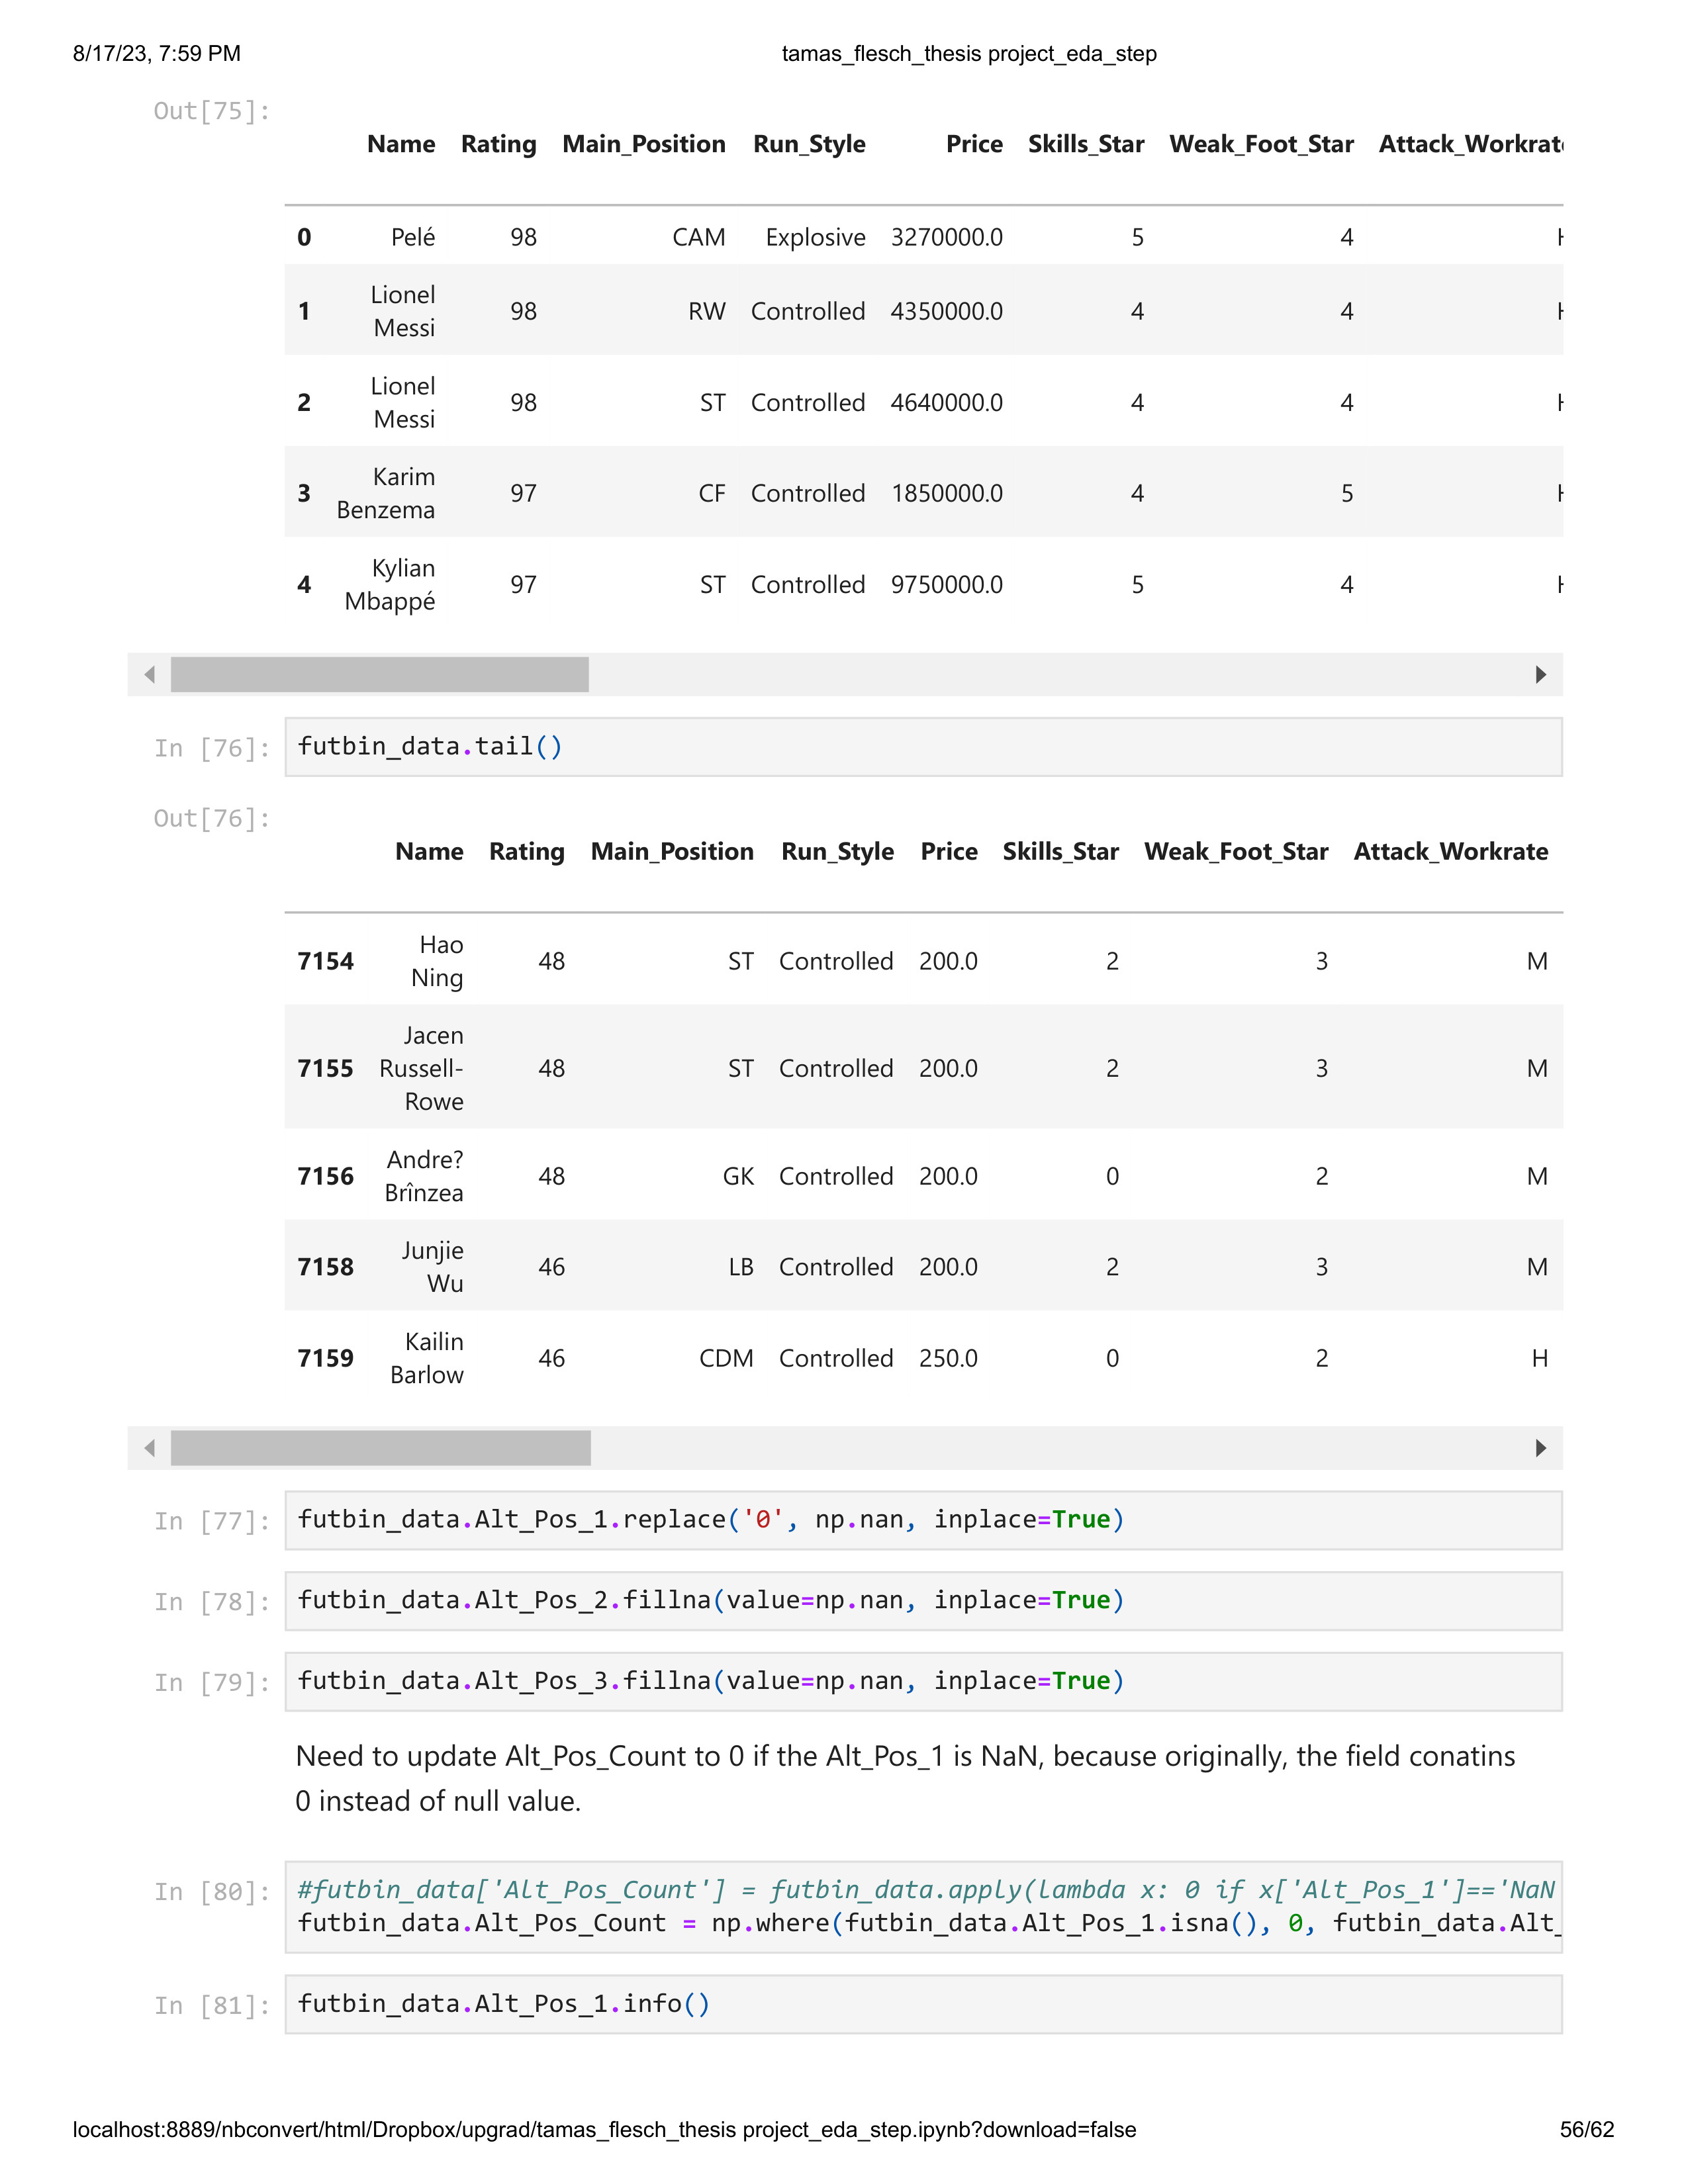 8/17/23, 7:59 PM tamas_flesch_thesis project_eda_step
Out[75]:
Name Rating Main_Position Run_Style Price Skills_Star Weak_Foot_Star Attack_Workrate
0 Pelé 98 CAM Explosive 3270000.0 5 4 H
1 Lionel Messi 98 RW Controlled 4350000.0 4 4 H
2 Lionel Messi 98 ST Controlled 4640000.0 4 4 H
3 Karim Benzema 97 CF Controlled 1850000.0 4 5 H
4 Kylian Mbappé 97 ST Controlled 9750000.0 5 4 H
In [76]: futbin_data.tail()
Out[76]:
Name Rating Main_Position Run_Style Price Skills_Star Weak_Foot_Star Attack_Workrate
7154 Hao Ning 48 ST Controlled 200.0 2 3 M
7155 Jacen Russell-Rowe 48 ST Controlled 200.0 2 3 M
7156 Andre? Brînzea 48 GK Controlled 200.0 0 2 M
7158 Junjie Wu 46 LB Controlled 200.0 2 3 M
7159 Kailin Barlow 46 CDM Controlled 250.0 0 2 H
In [77]: futbin_data.Alt_Pos_1.replace('0', np.nan, inplace=True)
In [78]: futbin_data.Alt_Pos_2.fillna(value=np.nan, inplace=True)
In [79]: futbin_data.Alt_Pos_3.fillna(value=np.nan, inplace=True)
Need to update Alt_Pos_Count to 0 if the Alt_Pos_1 is NaN, because originally, the field conatins
0 instead of null value.
In [80]: #futbin_data['Alt_Pos_Count'] = futbin_data.apply(lambda x: 0 if x['Alt_Pos_1']=='NaN
futbin_data.Alt_Pos_Count = np.where(futbin_data.Alt_Pos_1.isna(), 0, futbin_data.Alt_
In [81]: futbin_data.Alt_Pos_1.info()
localhost:8889/nbconvert/html/Dropbox/upgrad/tamas_flesch_thesis project_eda_step.ipynb?download=false 56/62